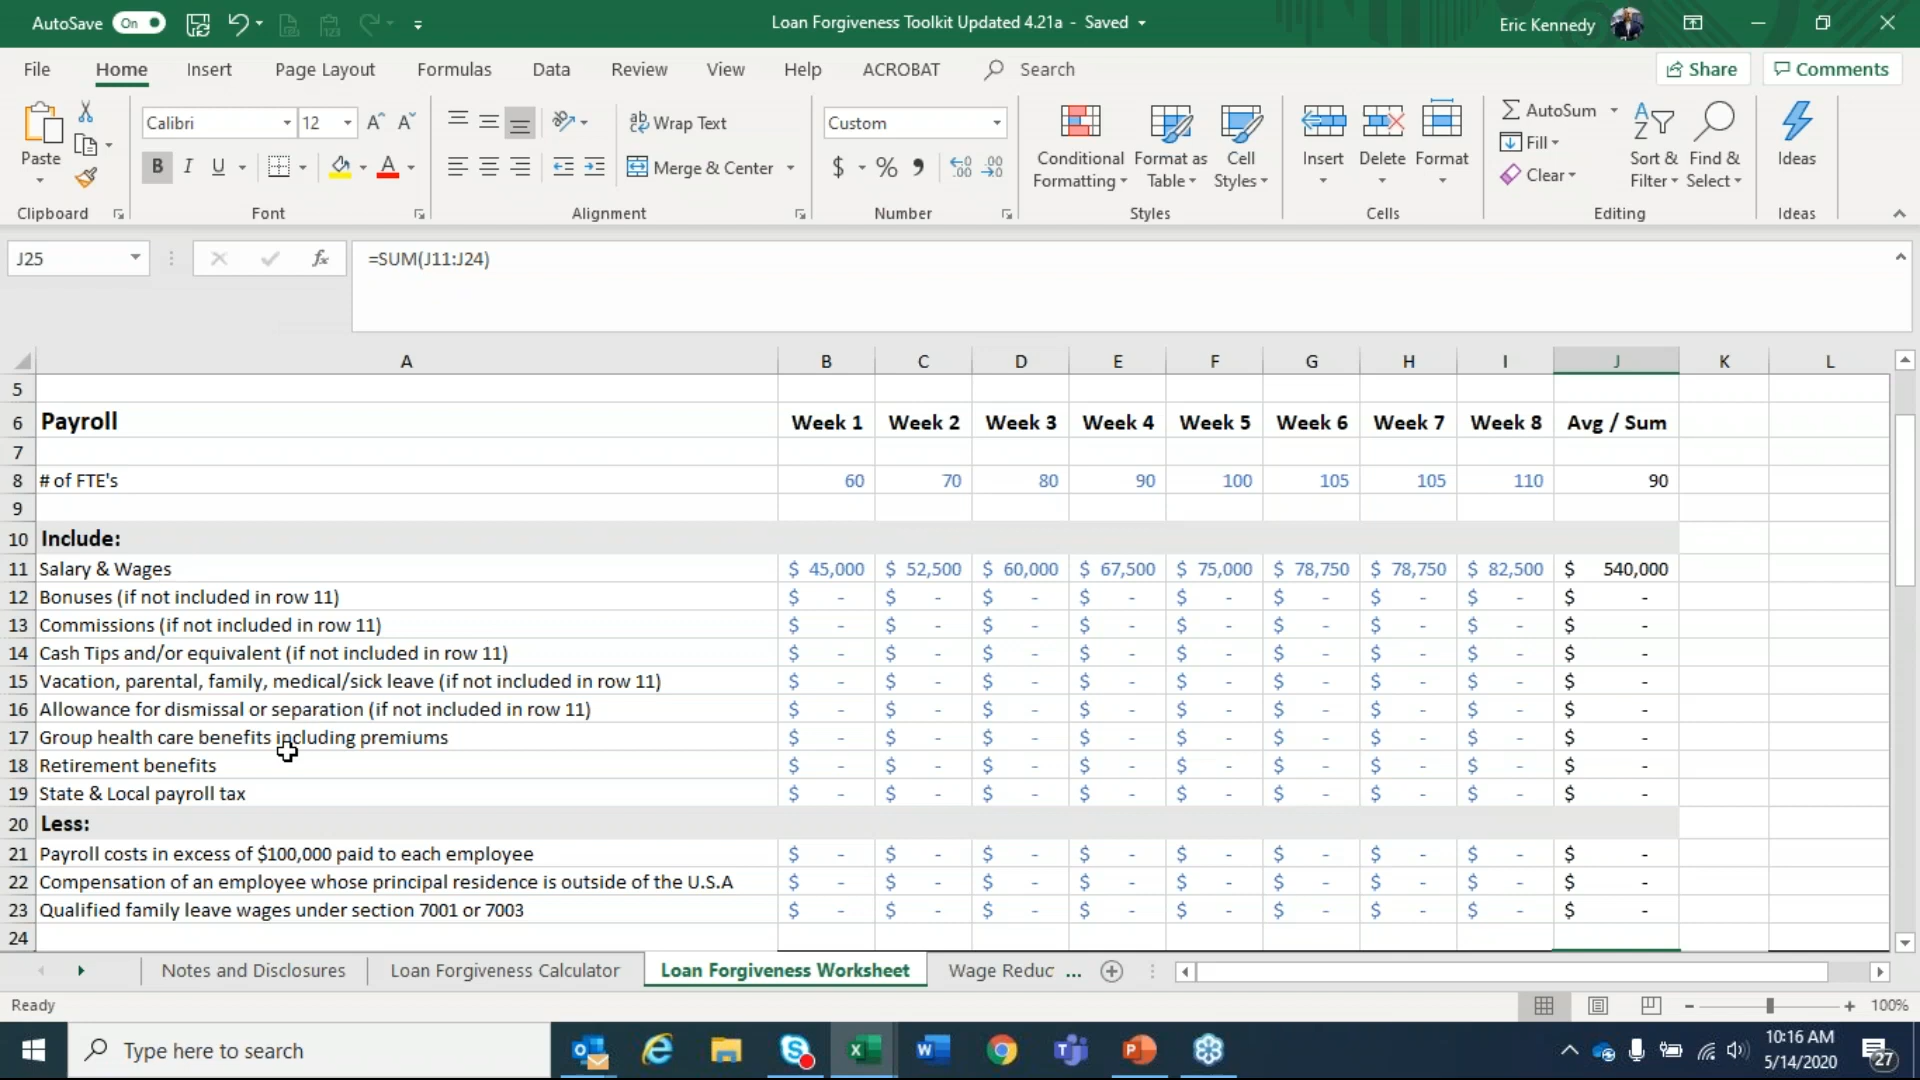 AutoSave On Loan Forgiveness Toolkit Updated 4.21a - Saved Eric Kennedy
File Home Insert Page Layout Formulas Data Review View Help ACROBAT Search Share Comments
Calibri 12 Wrap Text Custom AutoSum
Paste Conditional Format as Cell Insert Delete Format Fill Sort & Find & Ideas
B I U A Merge & Center $ % , Formatting Table Styles Clear Filter Select
Clipboard Font Alignment Number Styles Cells Editing Ideas
J25 fx =SUM(J11:J24)
A B C D E F G H I J K L
5
6 Payroll Week 1 Week 2 Week 3 Week 4 Week 5 Week 6 Week 7 Week 8 Avg / Sum
7
8 # of FTE's 60 70 80 90 100 105 105 110 90
9
10 Include:
11 Salary & Wages $ 45,000 $ 52,500 $ 60,000 $ 67,500 $ 75,000 $ 78,750 $ 78,750 $ 82,500 $ 540,000
12 Bonuses (if not included in row 11) $ - $ - $ - $ - $ - $ - $ - $ - $ -
13 Commissions (if not included in row 11) $ - $ - $ - $ - $ - $ - $ - $ - $ -
14 Cash Tips and/or equivalent (if not included in row 11) $ - $ - $ - $ - $ - $ - $ - $ - $ -
15 Vacation, parental, family, medical/sick leave (if not included in row 11) $ - $ - $ - $ - $ - $ - $ - $ - $ -
16 Allowance for dismissal or separation (if not included in row 11) $ - $ - $ - $ - $ - $ - $ - $ - $ -
17 Group health care benefits including premiums $ - $ - $ - $ - $ - $ - $ - $ - $ -
18 Retirement benefits $ - $ - $ - $ - $ - $ - $ - $ - $ -
19 State & Local payroll tax $ - $ - $ - $ - $ - $ - $ - $ - $ -
20 Less:
21 Payroll costs in excess of $100,000 paid to each employee $ - $ - $ - $ - $ - $ - $ - $ - $ -
22 Compensation of an employee whose principal residence is outside of the U.S.A $ - $ - $ - $ - $ - $ - $ - $ - $ -
23 Qualified family leave wages under section 7001 or 7003 $ - $ - $ - $ - $ - $ - $ - $ - $ -
24
Notes and Disclosures Loan Forgiveness Calculator Loan Forgiveness Worksheet Wage Reduc ...
Ready 100%
Type here to search 10:16 AM
5/14/2020 27